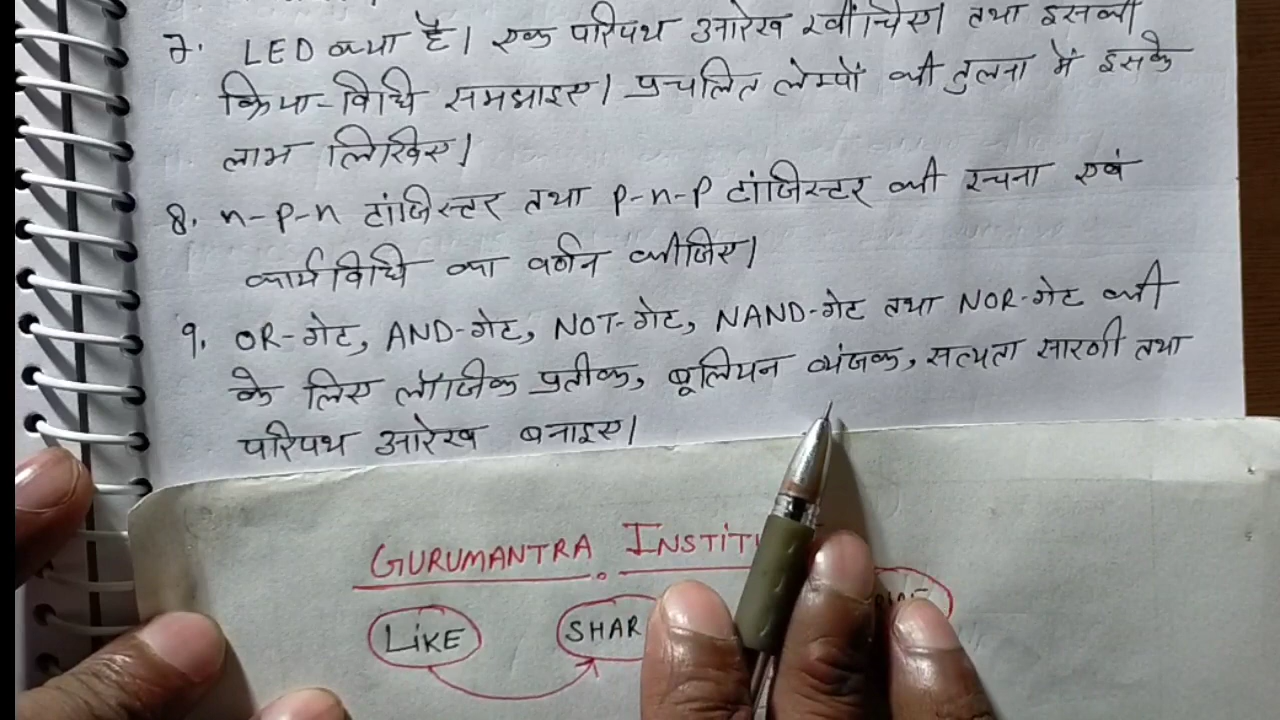 7. LED क्या है। एक परिपथ आरेख खींचिए। तथा इसकी
क्रिया-विधि समझाइए। प्रचलित लेम्पों की तुलना में इसके
लाभ लिखिए।
8. n-p-n टांजिस्टर तथा p-n-p टांजिस्टर की रचना एवं
कार्यविधि का वर्णन कीजिए।
9. OR-गेट, AND-गेट, NOT-गेट, NAND-गेट तथा NOR-गेट की
के लिए लॉजिक प्रतीक, बूलियन व्यंजक, सत्यता सारणी तथा
परिपथ आरेख बनाइए।
GURUMANTRA INSTITU
LIKE SHAR